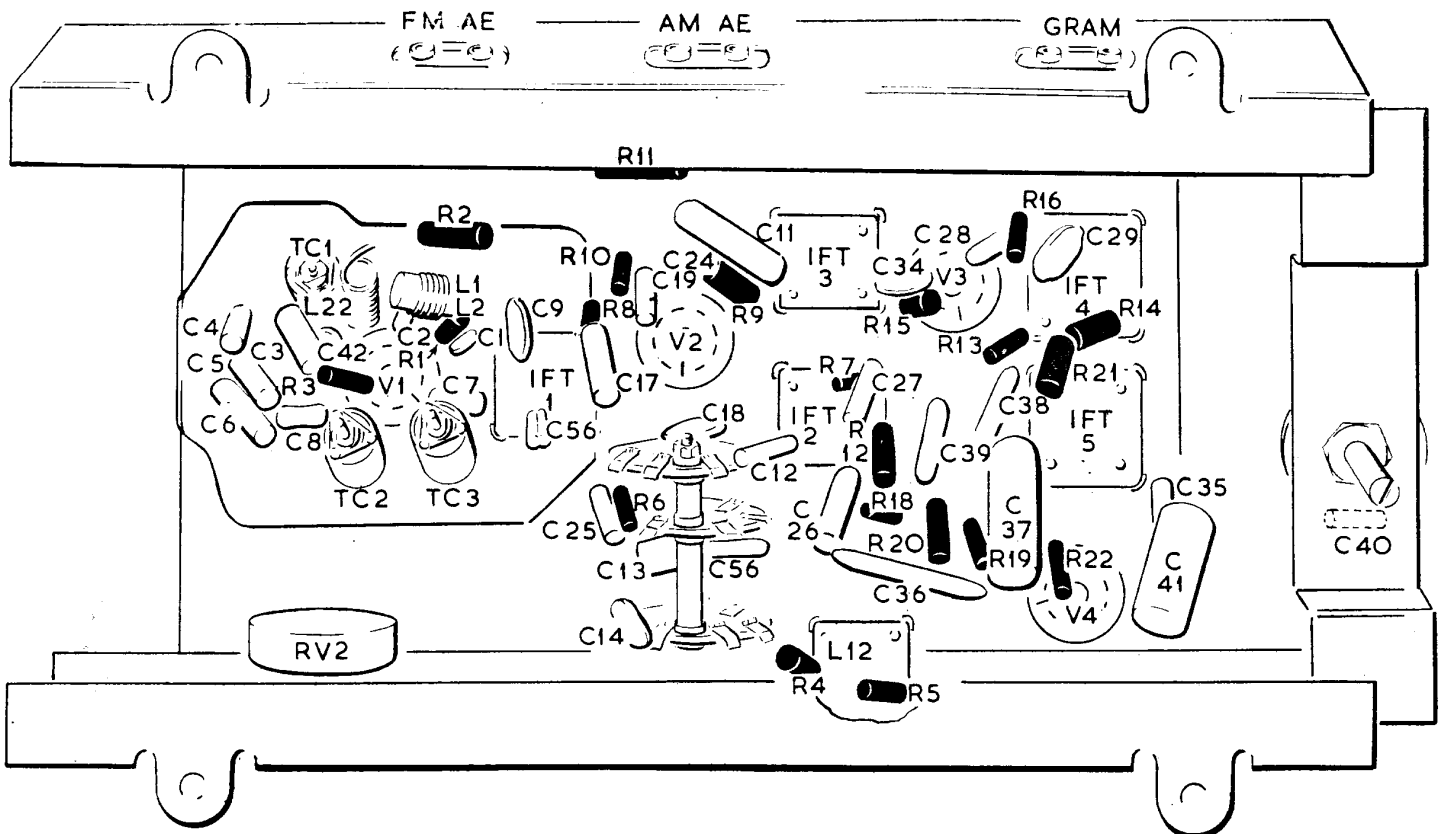 FM AE
AM AE
GRAM
R11
R2
R16
TC1
R10
C24
C11
IFT
3
C28
C29
L22
L1
L2
C19
C34
V3
IFT
4
C4
C9
R8
R9
R15
R14
C5
C3
C42
C2
R1
C1
V2
R13
R3
V1
C7
IFT
1
C17
R7
C27
R21
C6
C8
C56
C18
IFT
2
R
12
C38
IFT
5
C12
C39
TC2
TC3
R6
C25
C
26
R18
C
37
C35
R20
R19
R22
C40
C13
C56
C
41
C36
V4
C14
RV2
L12
R4
R5